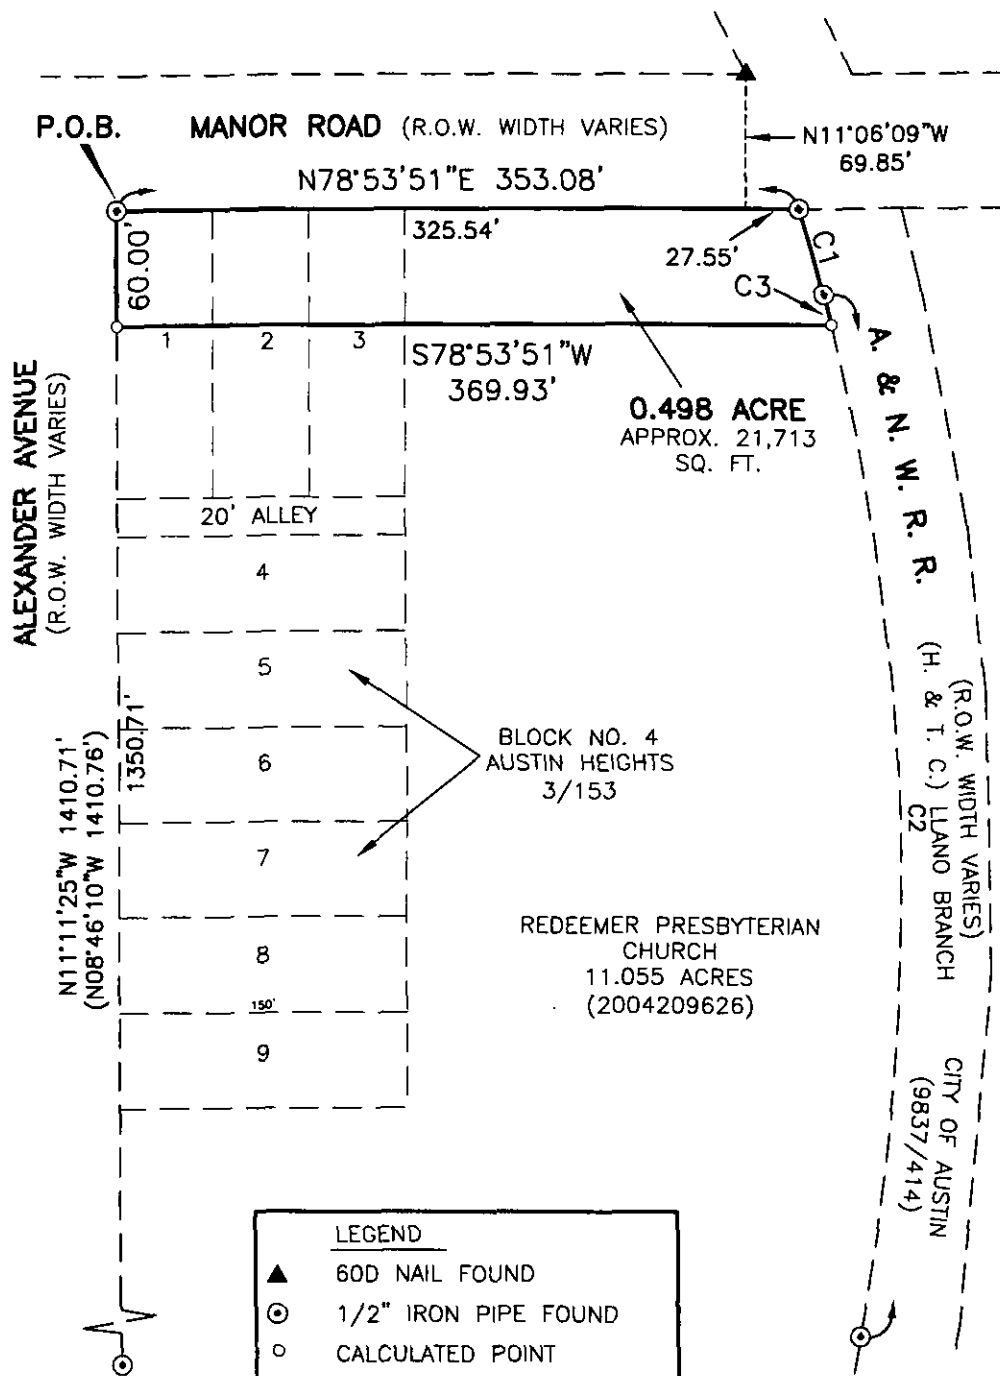 P.O.B.
MANOR ROAD (R.O.W. WIDTH VARIES)
N11°06'09"W
69.85'
N78°53'51"E 353.08'
325.54'
27.55'
60.00'
C1
C3
1
2
3
S78°53'51"W
369.93'
0.498 ACRE
APPROX. 21,713
SQ. FT.
A. & N. W. R. R.
ALEXANDER AVENUE
(R.O.W. WIDTH VARIES)
20' ALLEY
4
5
6
7
8
150'
9
N11°11'25"W 1410.71'
(N08°46'10"W 1410.76')
1350.71'
BLOCK NO. 4
AUSTIN HEIGHTS
3/153
(R.O.W. WIDTH VARIES)
(H. & T. C.) LLANO BRANCH
C2
REDEEMER PRESBYTERIAN
CHURCH
11.055 ACRES
(2004209626)
CITY OF AUSTIN
(9837/414)
LEGEND
60D NAIL FOUND
1/2" IRON PIPE FOUND
CALCULATED POINT